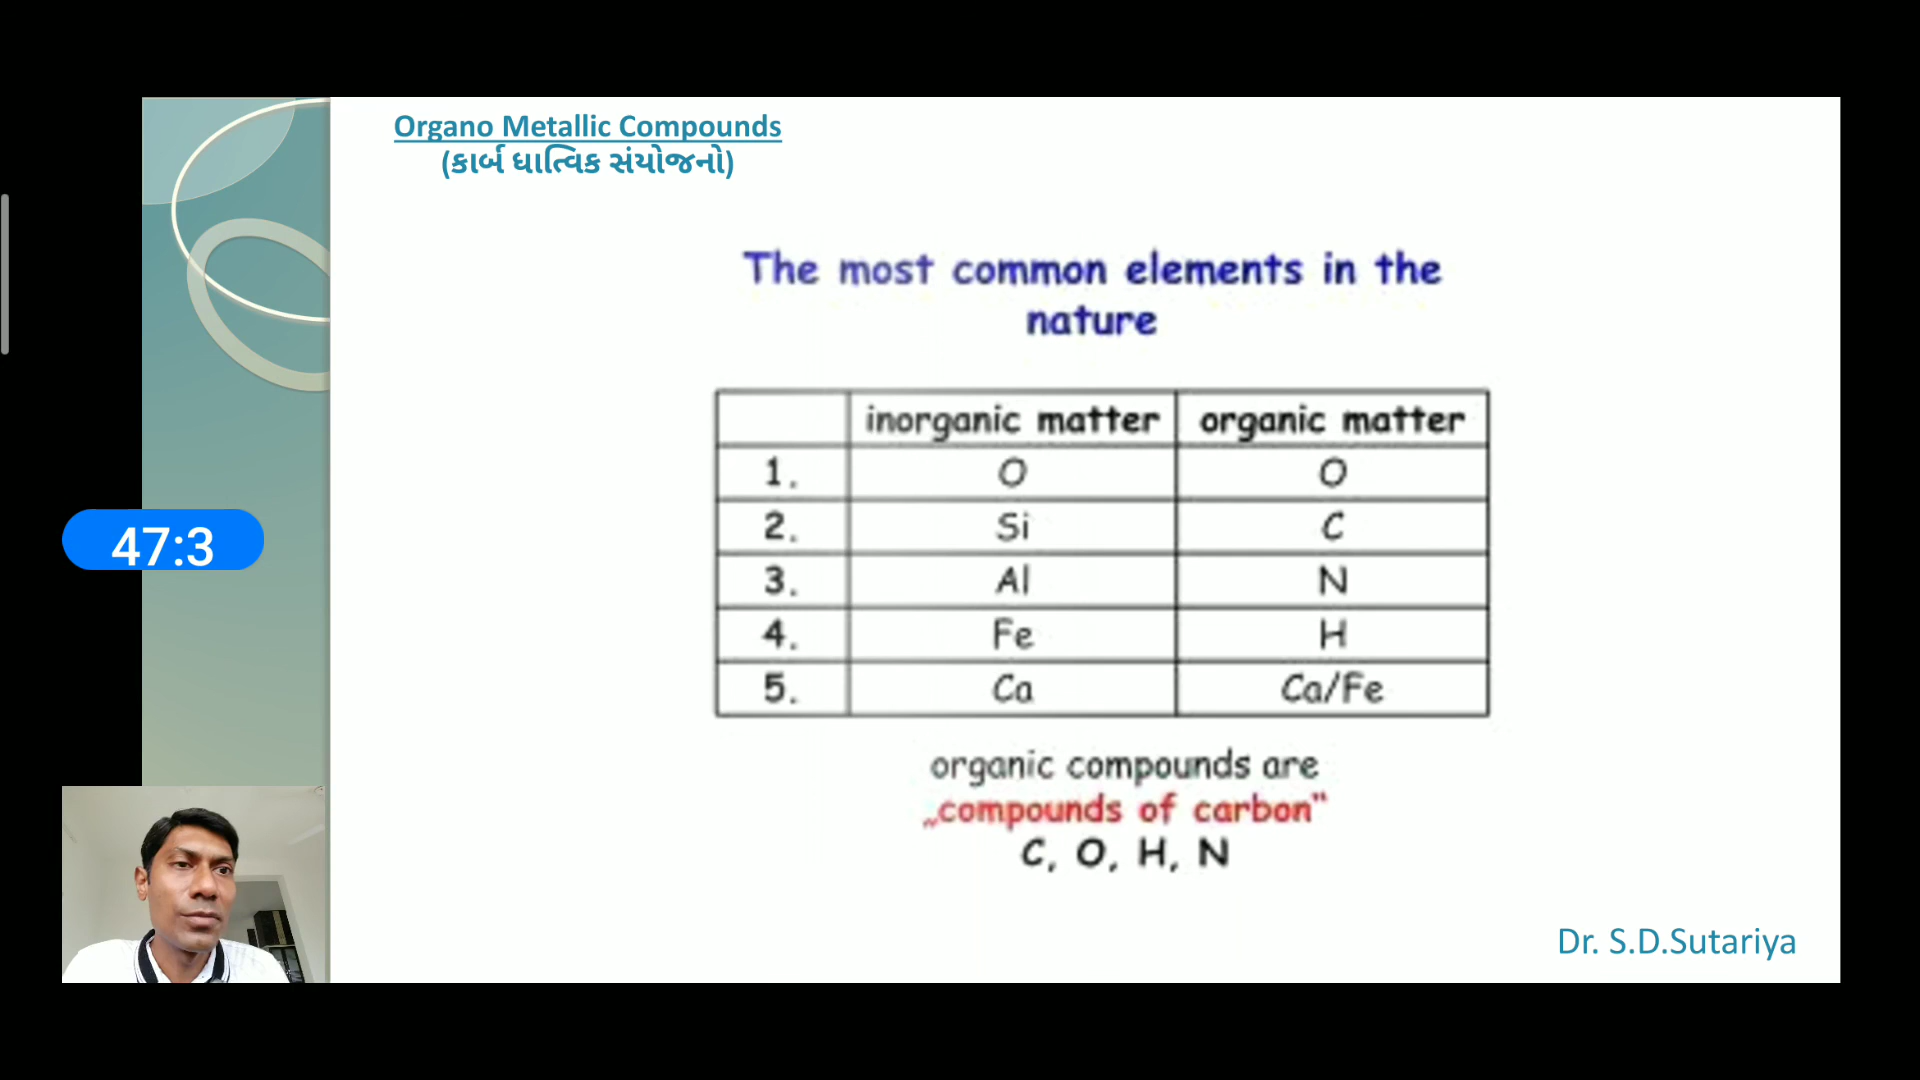 Organo Metallic Compounds
(કાર્બ ધાત્વિક સંયોજનો)
The most common elements in the
nature
inorganic matter organic matter
1. O O
2. Si C
3. Al N
4. Fe H
5. Ca Ca/Fe
organic compounds are
„compounds of carbon“
C, O, H, N
47:3
Dr. S.D.Sutariya